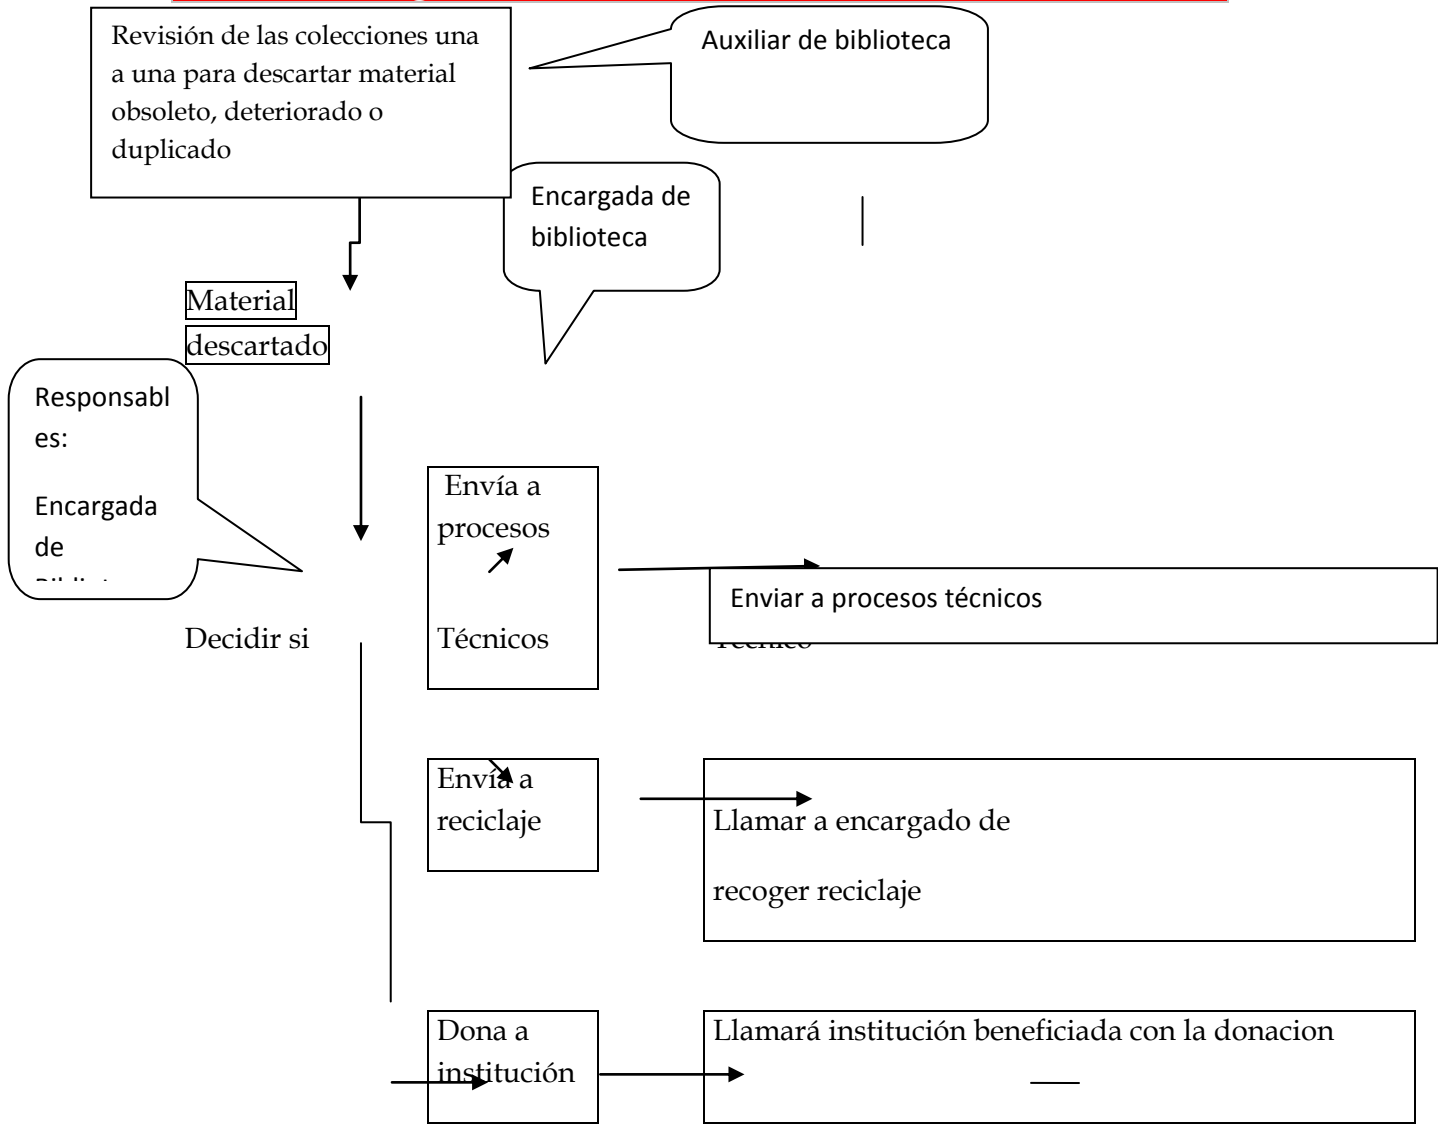 Revisión de las colecciones una
a una para descartar material
obsoleto, deteriorado o
duplicado
Auxiliar de biblioteca
Encargada de
biblioteca
Material
descartado
Responsabl
es:
Encargada
de
Envía a
procesos
Enviar a procesos técnicos
Decidir si
Técnicos
Envía a
reciclaje
Llamar a encargado de
recoger reciclaje
Dona a
institución
Llamará institución beneficiada con la donacion